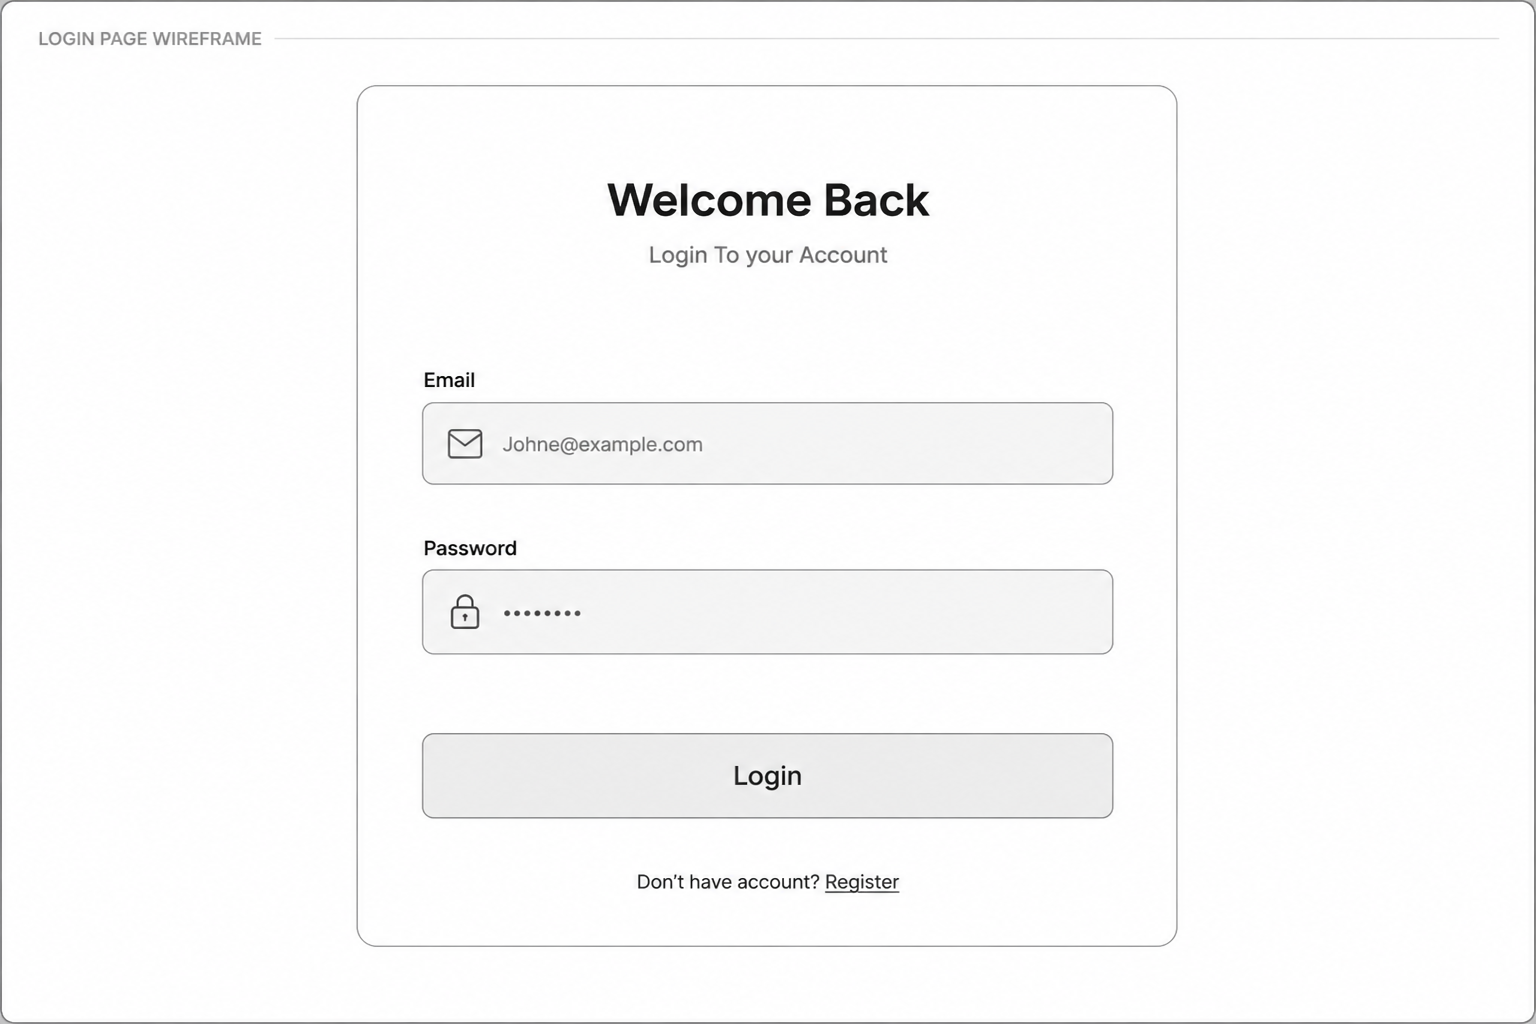 LOGIN PAGE WIREFRAME
Welcome Back
Login To your Account
Email
Johne@example.com
Password
••••••••
Login
Don't have account? Register